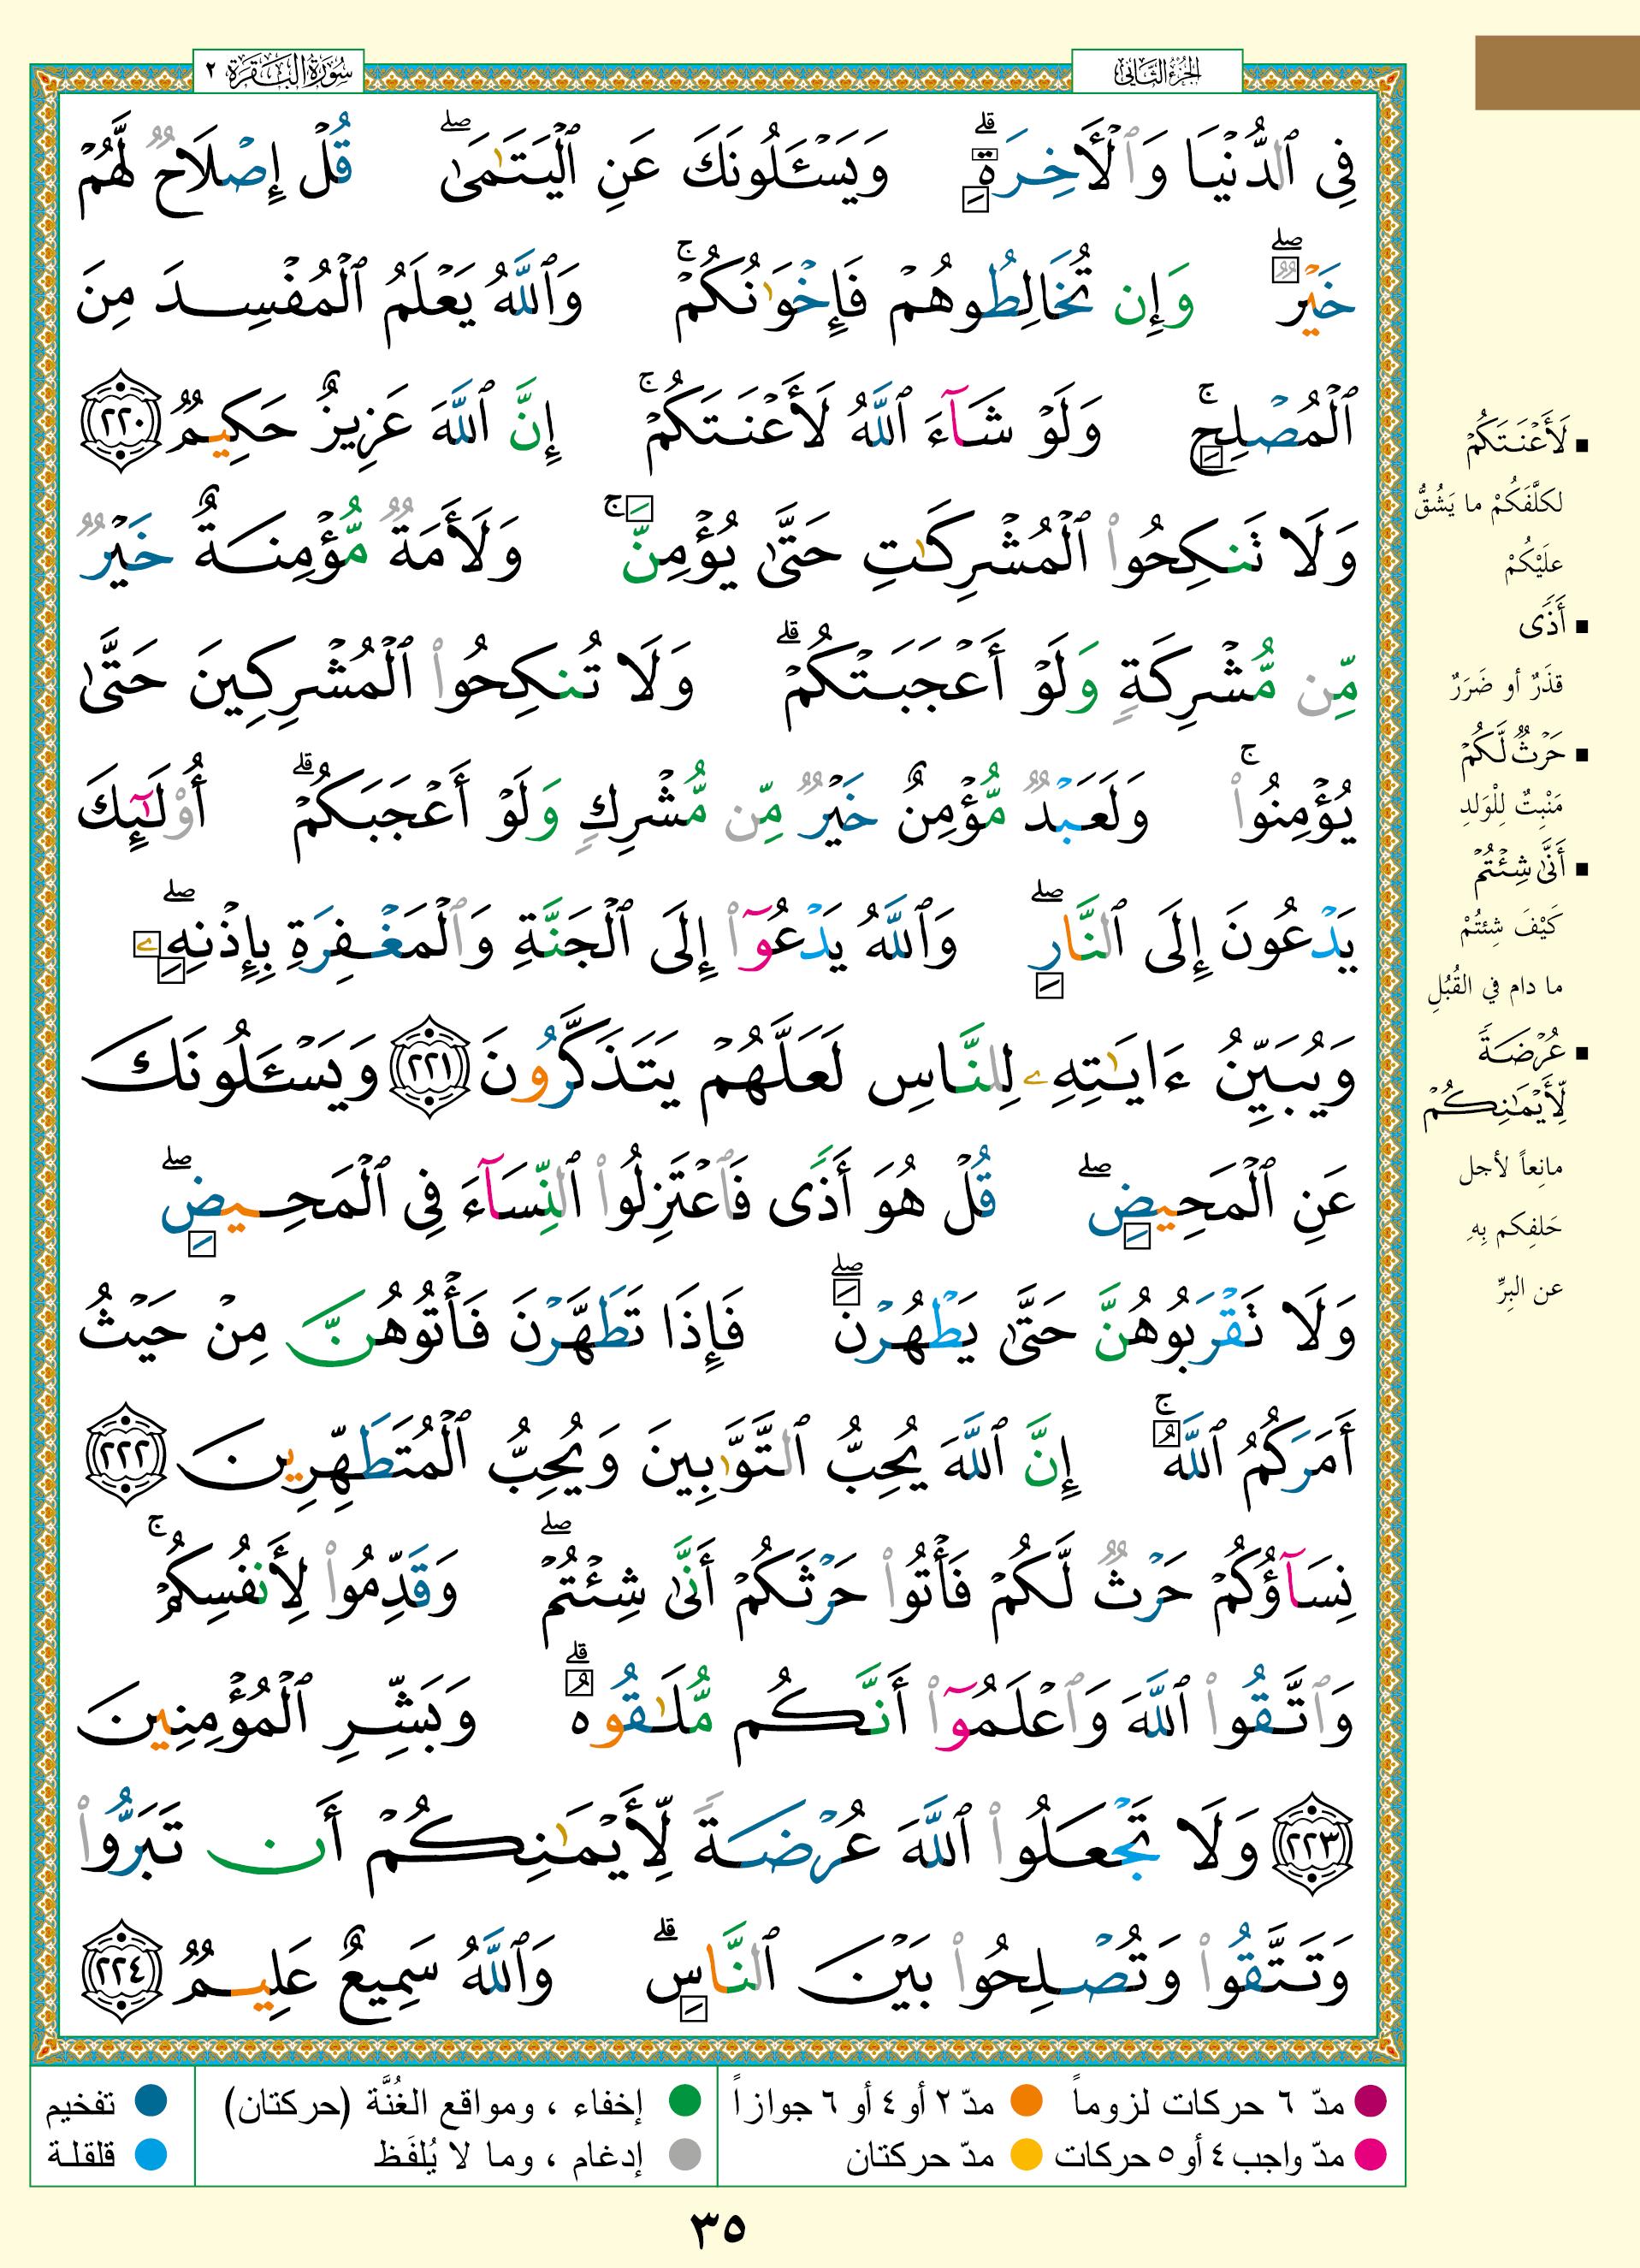 الجزء الثاني
سورة البقرة ٢
فِي ٱلدُّنۡيَا وَٱلۡأٓخِرَةِۗ وَيَسۡـَٔلُونَكَ عَنِ ٱلۡيَتَٰمَىٰۖ قُلۡ إِصۡلَاحٞ لَّهُمۡ
خَيۡرٞۖ وَإِن تُخَالِطُوهُمۡ فَإِخۡوَٰنُكُمۡۚ وَٱللَّهُ يَعۡلَمُ ٱلۡمُفۡسِدَ مِنَ
ٱلۡمُصۡلِحِۚ وَلَوۡ شَآءَ ٱللَّهُ لَأَعۡنَتَكُمۡۚ إِنَّ ٱللَّهَ عَزِيزٌ حَكِيمٞ ٢٢٠
وَلَا تَنكِحُواْ ٱلۡمُشۡرِكَٰتِ حَتَّىٰ يُؤۡمِنَّۚ وَلَأَمَةٞ مُّؤۡمِنَةٌ خَيۡرٞ
مِّن مُّشۡرِكَةٖ وَلَوۡ أَعۡجَبَتۡكُمۡۗ وَلَا تُنكِحُواْ ٱلۡمُشۡرِكِينَ حَتَّىٰ
يُؤۡمِنُواْۚ وَلَعَبۡدٞ مُّؤۡمِنٌ خَيۡرٞ مِّن مُّشۡرِكٖ وَلَوۡ أَعۡجَبَكُمۡۗ أُوْلَٰٓئِكَ
يَدۡعُونَ إِلَى ٱلنَّارِۖ وَٱللَّهُ يَدۡعُوٓاْ إِلَى ٱلۡجَنَّةِ وَٱلۡمَغۡفِرَةِ بِإِذۡنِهِۦۖ
وَيُبَيِّنُ ءَايَٰتِهِۦ لِلنَّاسِ لَعَلَّهُمۡ يَتَذَكَّرُونَ ٢٢١ وَيَسۡـَٔلُونَكَ
عَنِ ٱلۡمَحِيضِۖ قُلۡ هُوَ أَذٗى فَٱعۡتَزِلُواْ ٱلنِّسَآءَ فِي ٱلۡمَحِيضِۖ
وَلَا تَقۡرَبُوهُنَّ حَتَّىٰ يَطۡهُرۡنَۖ فَإِذَا تَطَهَّرۡنَ فَأۡتُوهُنَّ مِنۡ حَيۡثُ
أَمَرَكُمُ ٱللَّهُۚ إِنَّ ٱللَّهَ يُحِبُّ ٱلتَّوَّٰبِينَ وَيُحِبُّ ٱلۡمُتَطَهِّرِينَ ٢٢٢
نِسَآؤُكُمۡ حَرۡثٞ لَّكُمۡ فَأۡتُواْ حَرۡثَكُمۡ أَنَّىٰ شِئۡتُمۡۖ وَقَدِّمُواْ لِأَنفُسِكُمۡۚ
وَٱتَّقُواْ ٱللَّهَ وَٱعۡلَمُوٓاْ أَنَّكُم مُّلَٰقُوهُۗ وَبَشِّرِ ٱلۡمُؤۡمِنِينَ
٢٢٣ وَلَا تَجۡعَلُواْ ٱللَّهَ عُرۡضَةٗ لِّأَيۡمَٰنِكُمۡ أَن تَبَرُّواْ
وَتَتَّقُواْ وَتُصۡلِحُواْ بَيۡنَ ٱلنَّاسِۗ وَٱللَّهُ سَمِيعٌ عَلِيمٞ ٢٢٤
لَأَعۡنَتَكُمۡ
لكلَّفَكُمْ ما يَشُقُّ
علَيْكُمْ
أَذٗى
قذَرٌ أو ضَرَرٌ
حَرۡثٞ لَّكُمۡ
مَنْبِتٌ لِلْوَلدِ
أَنَّىٰ شِئۡتُمۡ
كَيْفَ شِئتُمْ
ما دام في القُبُلِ
عُرۡضَةٗ
لِّأَيۡمَٰنِكُمۡ
مانِعاً لأجل
حَلفِكم بِهِ
عن البِرِّ
مدّ ٦ حركات لزوماً
مدّ ٢ أو ٤ أو ٦ جوازاً
إخفاء ، ومواقع الغُنَّة (حركتان)
تفخيم
مدّ واجب ٤ أو ٥ حركات
مدّ حركتان
إدغام ، وما لا يُلفَظ
قلقلة
٣٥